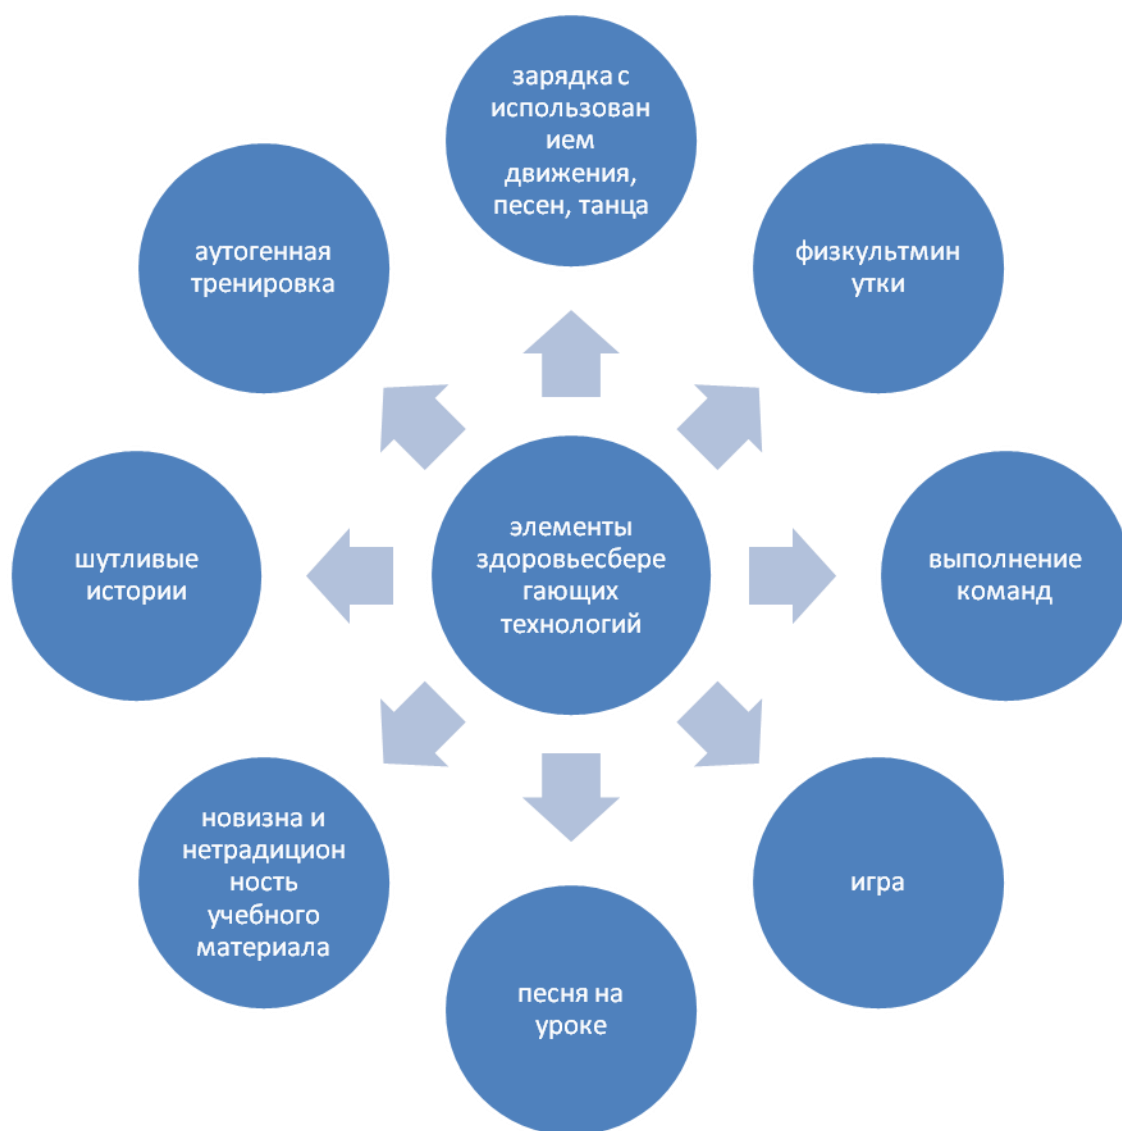 зарядка с
использован
ием
движения,
песен, танца
физкультмин
утки
выполнение
команд
игра
песня на
уроке
новизна и
нетрадицион
ность
учебного
материала
шутливые
истории
аутогенная
тренировка
элементы
здоровьесбере
гающих
технологий